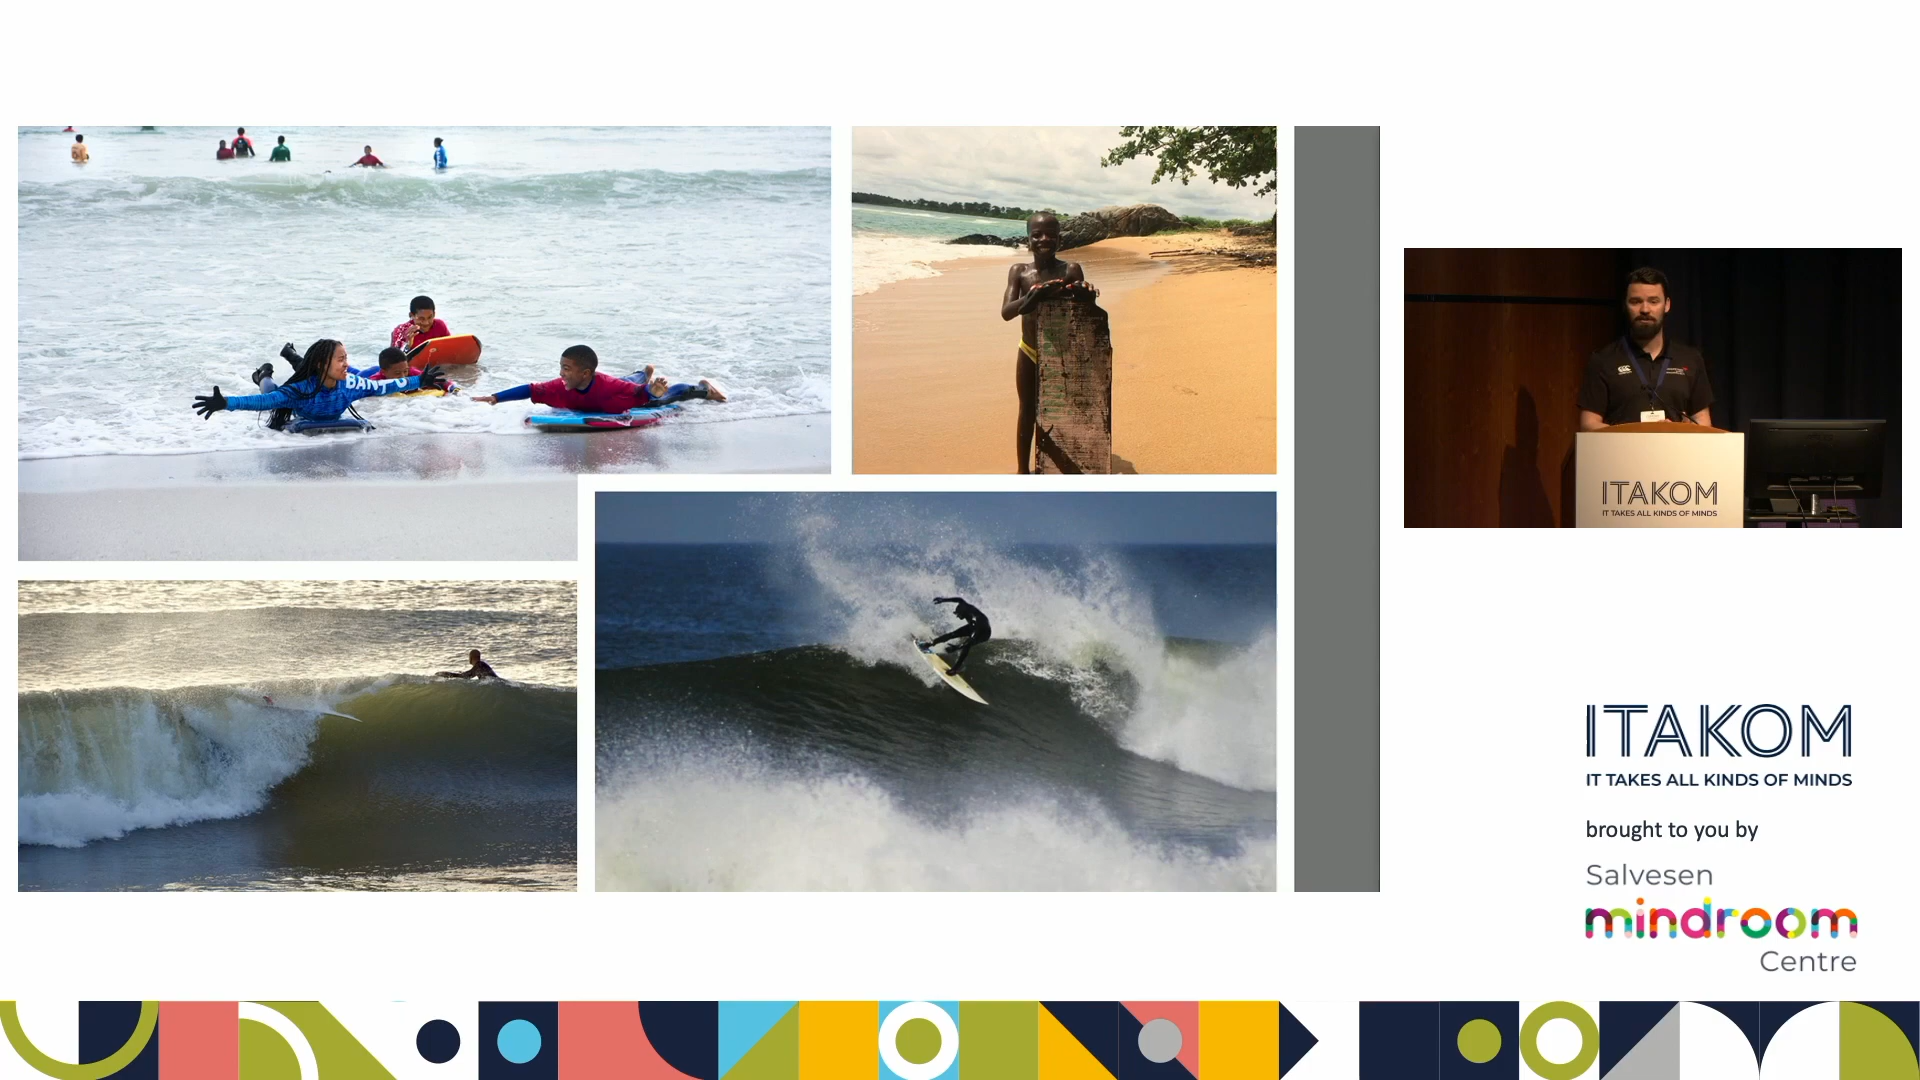 BANTU
ITAKOM
IT TAKES ALL KINDS OF MINDS
ITAKOM
IT TAKES ALL KINDS OF MINDS
brought to you by
Salvesen
mindroom
Centre